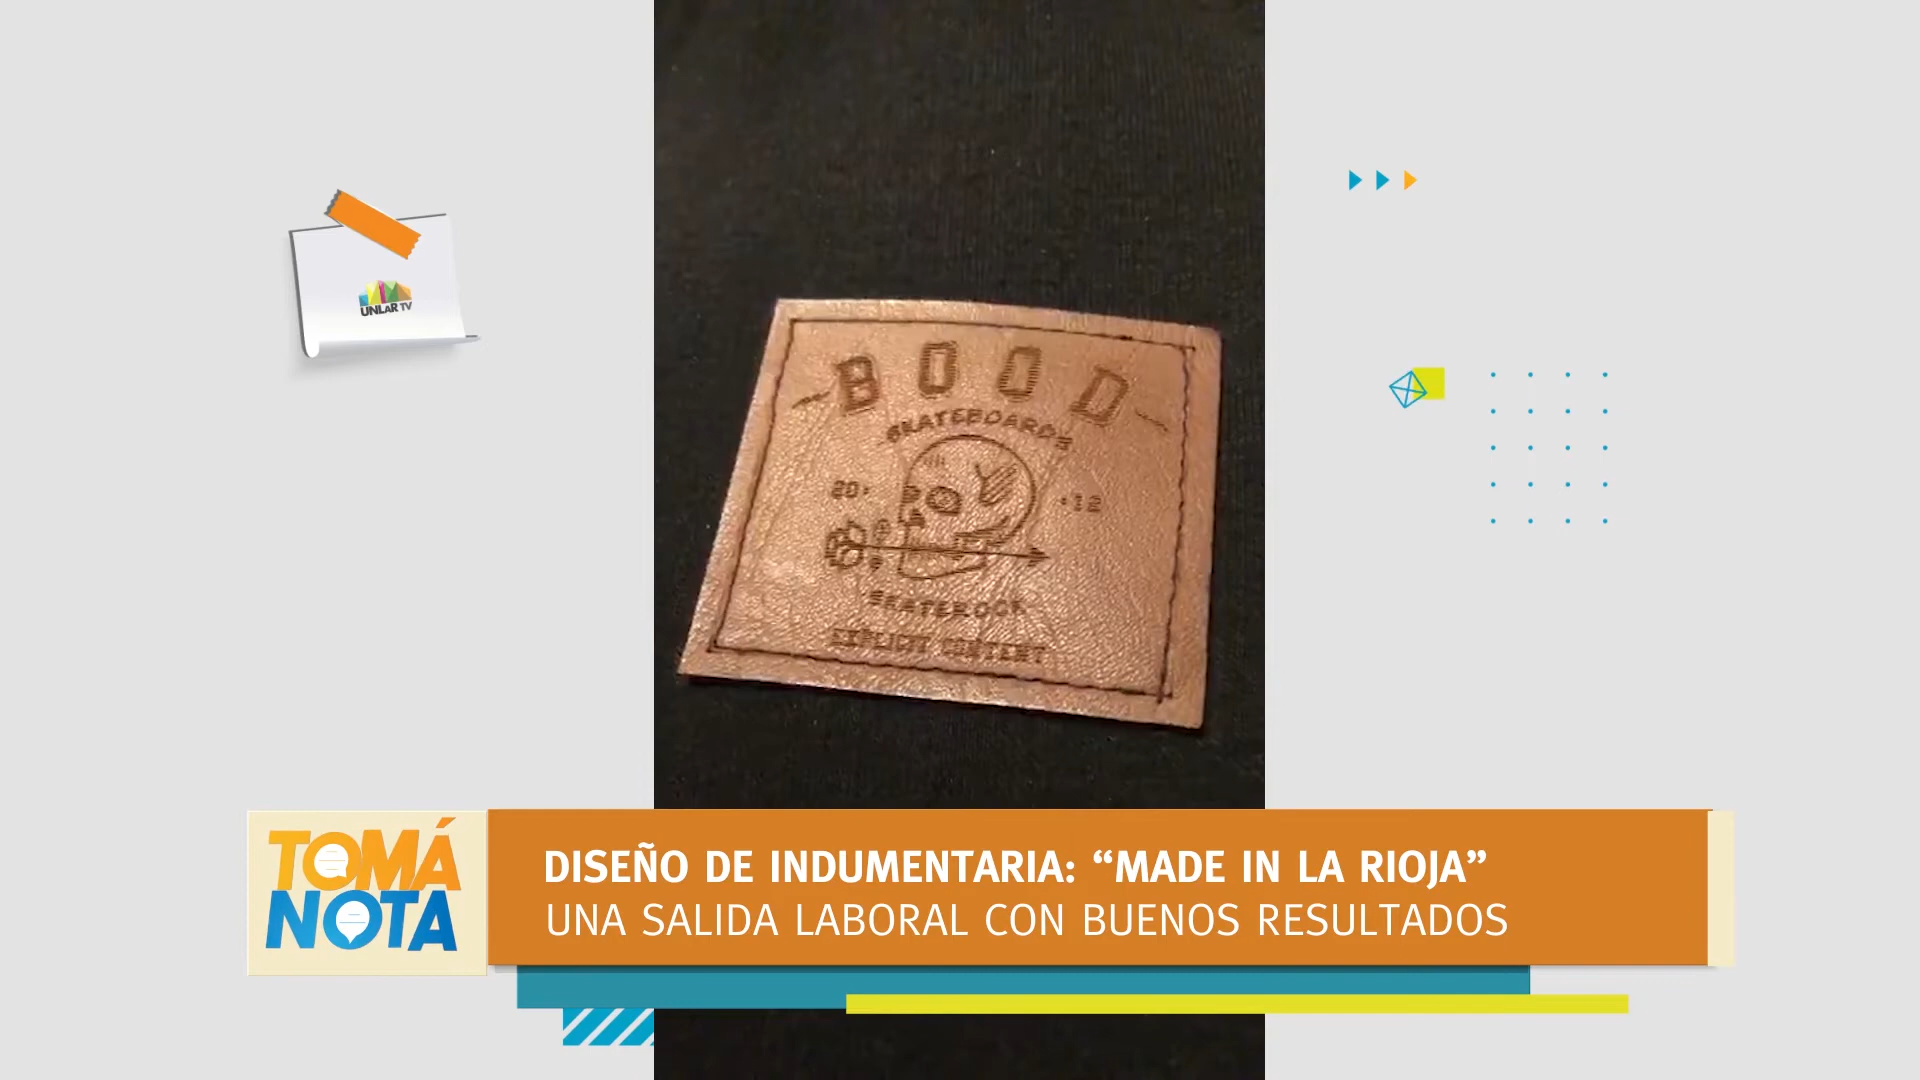 UNLAR TV
BOOD
SKATEBOARDS
20· ·12
SKATEROCK
EXPLICIT CONTENT
TOMÁ
NOTA
DISEÑO DE INDUMENTARIA: “MADE IN LA RIOJA”
UNA SALIDA LABORAL CON BUENOS RESULTADOS